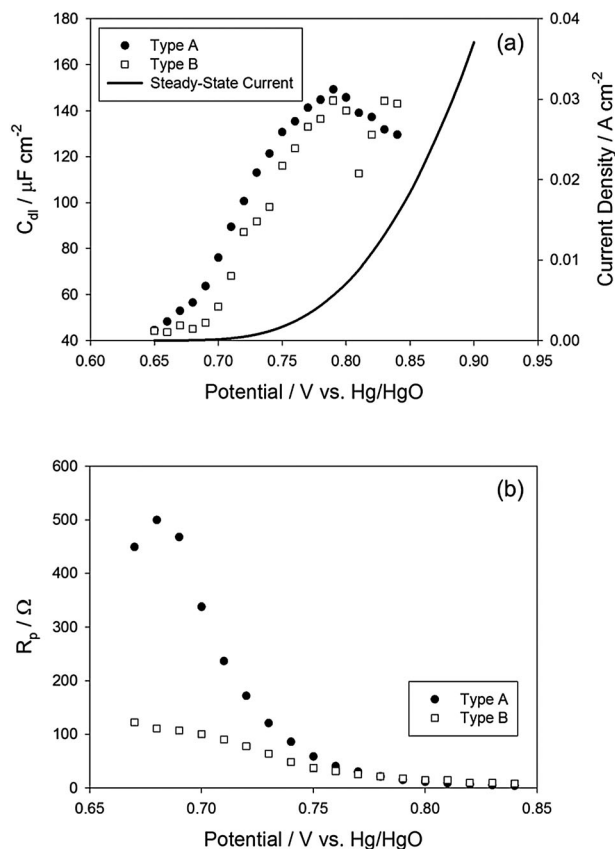 (a)
Type A
Type B
Steady-State Current
180
160
140
120
100
80
60
40
C_dl / μF cm⁻²
0.04
0.03
0.02
0.01
0.00
Current Density / A cm⁻²
0.60 0.65 0.70 0.75 0.80 0.85 0.90 0.95
Potential / V vs. Hg/HgO
(b)
600
500
400
300
200
100
0
R_p / Ω
Type A
Type B
0.65 0.70 0.75 0.80 0.85
Potential / V vs. Hg/HgO